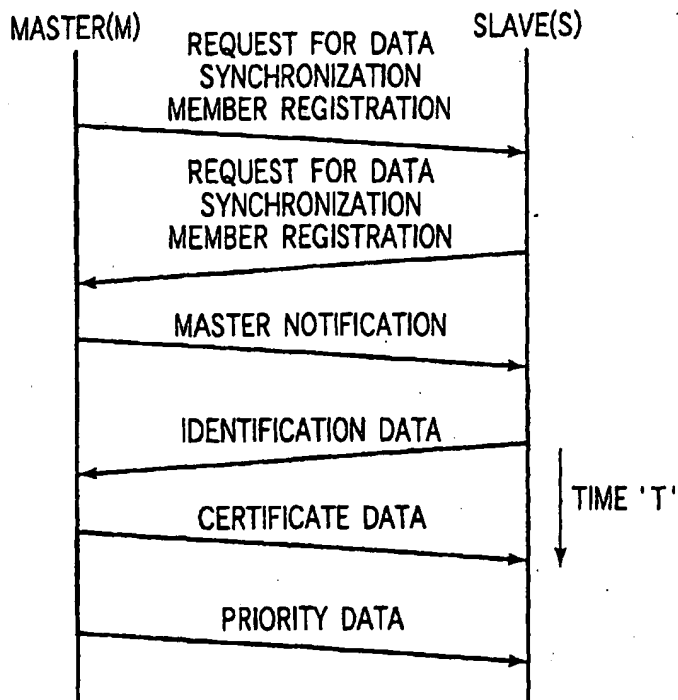 MASTER(M)
SLAVE(S)
REQUEST FOR DATA
SYNCHRONIZATION
MEMBER REGISTRATION
REQUEST FOR DATA
SYNCHRONIZATION
MEMBER REGISTRATION
MASTER NOTIFICATION
IDENTIFICATION DATA
TIME 'T'
CERTIFICATE DATA
PRIORITY DATA